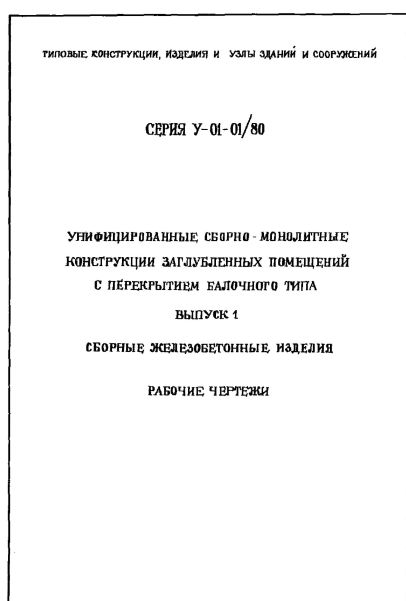 ТИПОВЫЕ КОНСТРУКЦИИ, ИЗДЕЛИЯ И УЗЛЫ ЗДАНИЙ И СООРУЖЕНИЙ
СЕРИЯ У-01-01/80
УНИФИЦИРОВАННЫЕ СБОРНО-МОНОЛИТНЫЕ
КОНСТРУКЦИИ ЗАГЛУБЛЕННЫХ ПОМЕЩЕНИЙ
С ПЕРЕКРЫТИЕМ БАЛОЧНОГО ТИПА
ВЫПУСК 1
СБОРНЫЕ ЖЕЛЕЗОБЕТОННЫЕ ИЗДЕЛИЯ
РАБОЧИЕ ЧЕРТЕЖИ